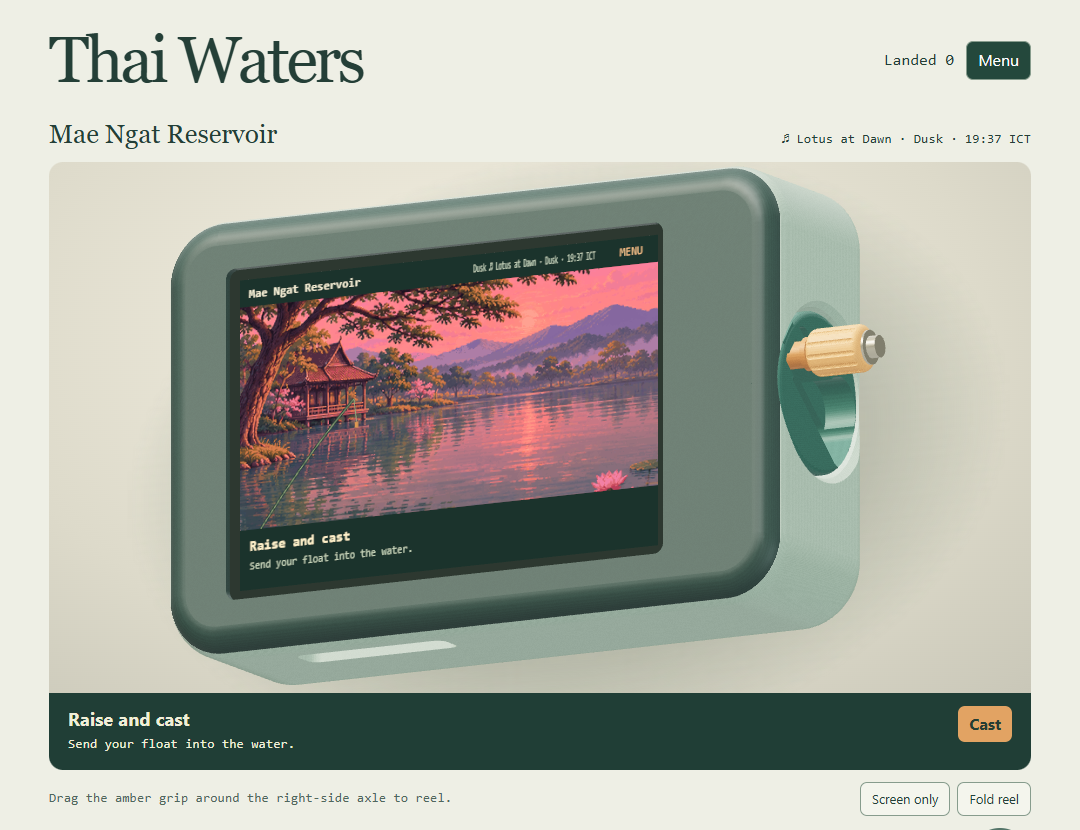 Thai Waters
Landed 0
Menu
Mae Ngat Reservoir
♬ Lotus at Dawn · Dusk · 19:37 ICT
Mae Ngat Reservoir
Dusk ♫ Lotus at Dawn · Dusk · 19:37 ICT
MENU
Raise and cast
Send your float into the water.
Raise and cast
Send your float into the water.
Cast
Drag the amber grip around the right-side axle to reel.
Screen only
Fold reel